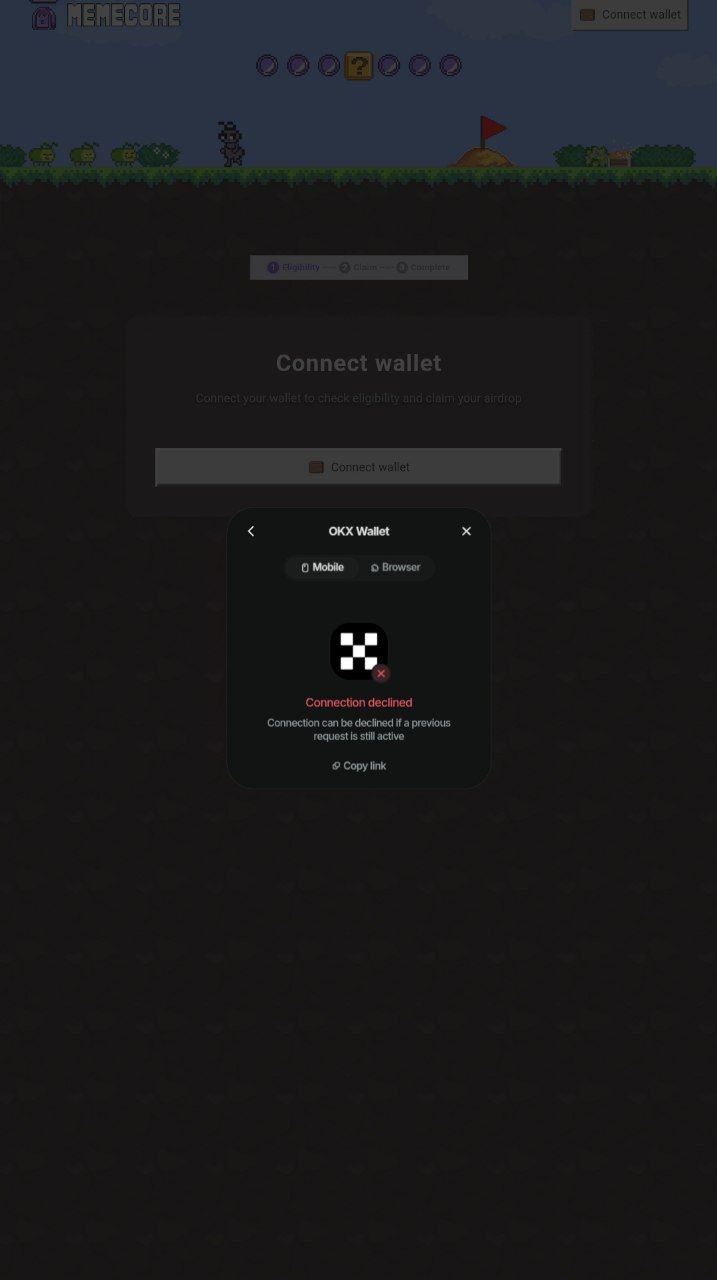 MEMECORE
Connect wallet
?
1 Eligibility 2 Claim 3 Complete
Connect wallet
Connect your wallet to check eligibility and claim your airdrop
Connect wallet
OKX Wallet
Mobile Browser
Connection declined
Connection can be declined if a previous
request is still active
Copy link